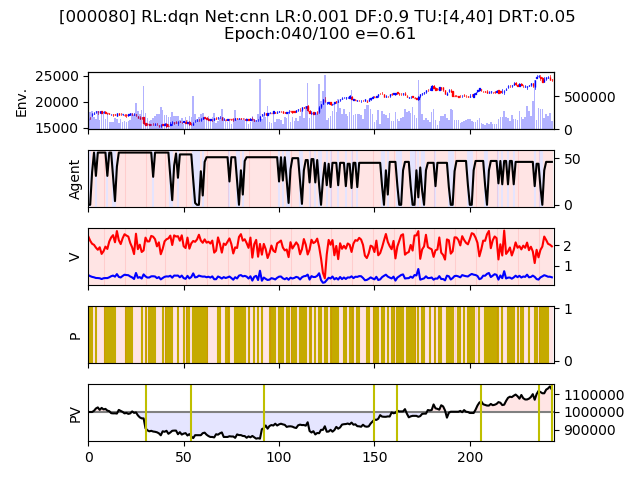 [000080] RL:dqn Net:cnn LR:0.001 DF:0.9 TU:[4,40] DRT:0.05
Epoch:040/100 e=0.61
Env.
25000
20000
15000
500000
0
Agent
50
0
V
2
1
P
1
0
PV
1100000
1000000
900000
0 50 100 150 200